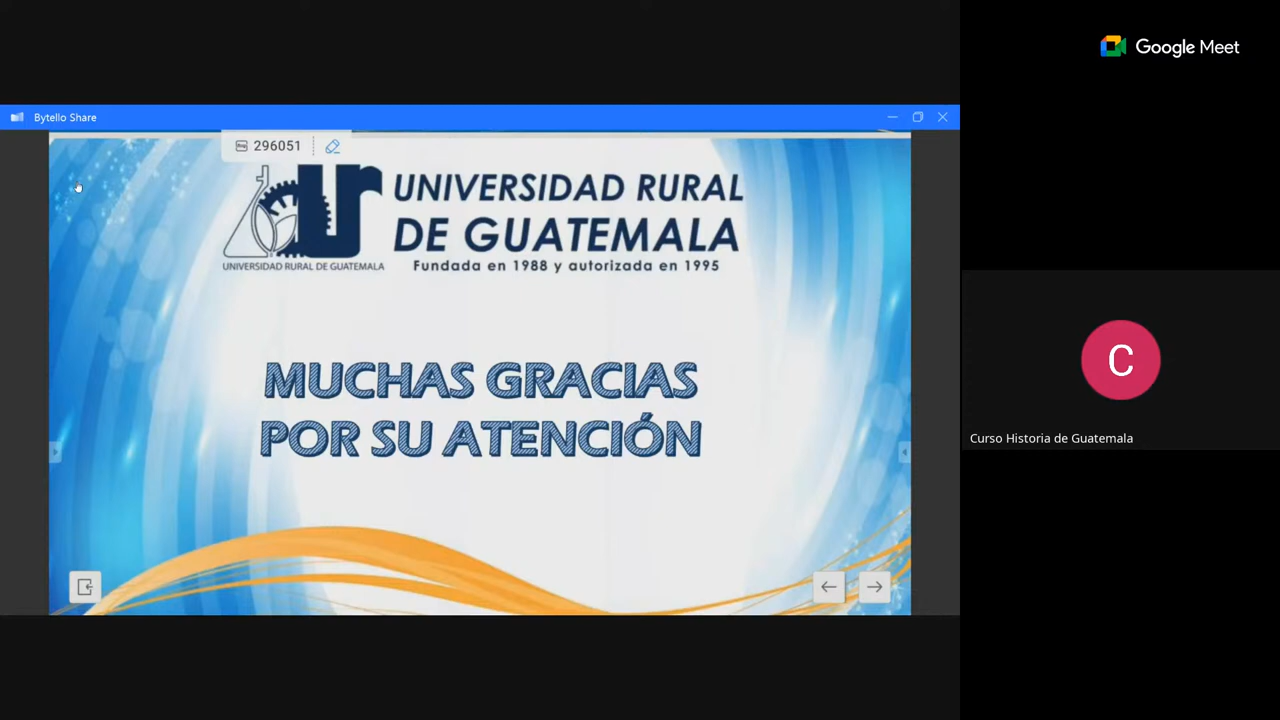 Google Meet
Bytello Share
296051
UNIVERSIDAD RURAL
DE GUATEMALA
Fundada en 1988 y autorizada en 1995
UNIVERSIDAD RURAL DE GUATEMALA
MUCHAS GRACIAS
POR SU ATENCIÓN
C
Curso Historia de Guatemala